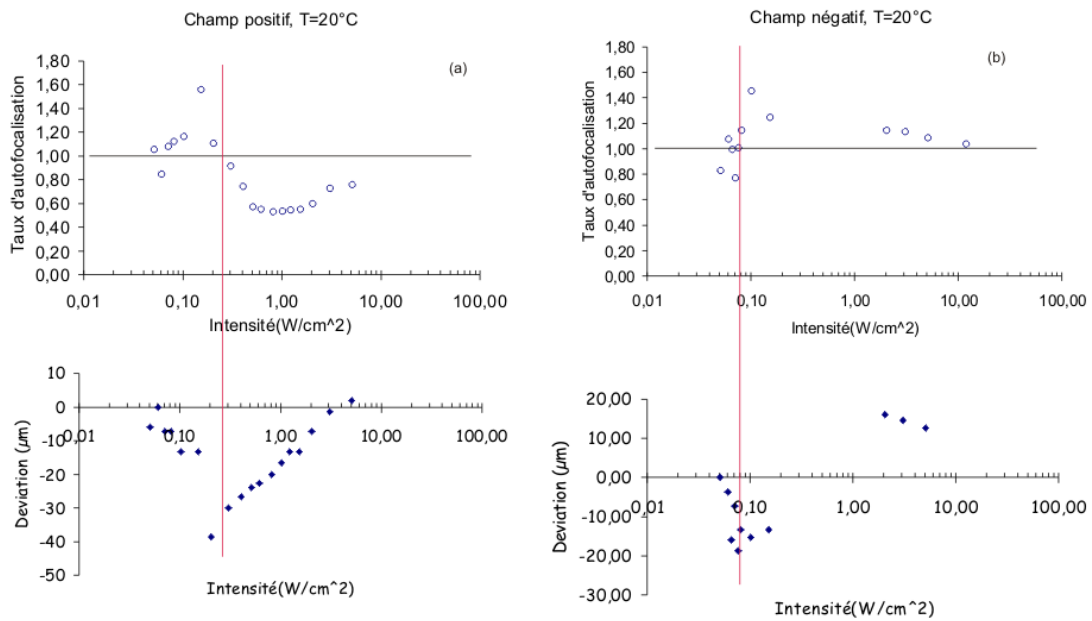 Champ positif, T=20°C
(a)
Taux d'autofocalisation
1,80
1,60
1,40
1,20
1,00
0,80
0,60
0,40
0,20
0,00
0,01 0,10 1,00 10,00 100,00
Intensité(W/cm^2)
Champ négatif, T=20°C
(b)
Taux d'autofocalisation
1,80
1,60
1,40
1,20
1,00
0,80
0,60
0,40
0,20
0,00
0,01 0,10 1,00 10,00 100,00
Intensité(W/cm^2)
Deviation (µm)
10
0
-10
-20
-30
-40
-50
0,01 0,10 1,00 10,00 100,00
Intensité(W/cm^2)
Deviation (µm)
20,00
10,00
0,00
-10,00
-20,00
-30,00
0,01 0,10 1,00 10,00 100,00
Intensité(W/cm^2)